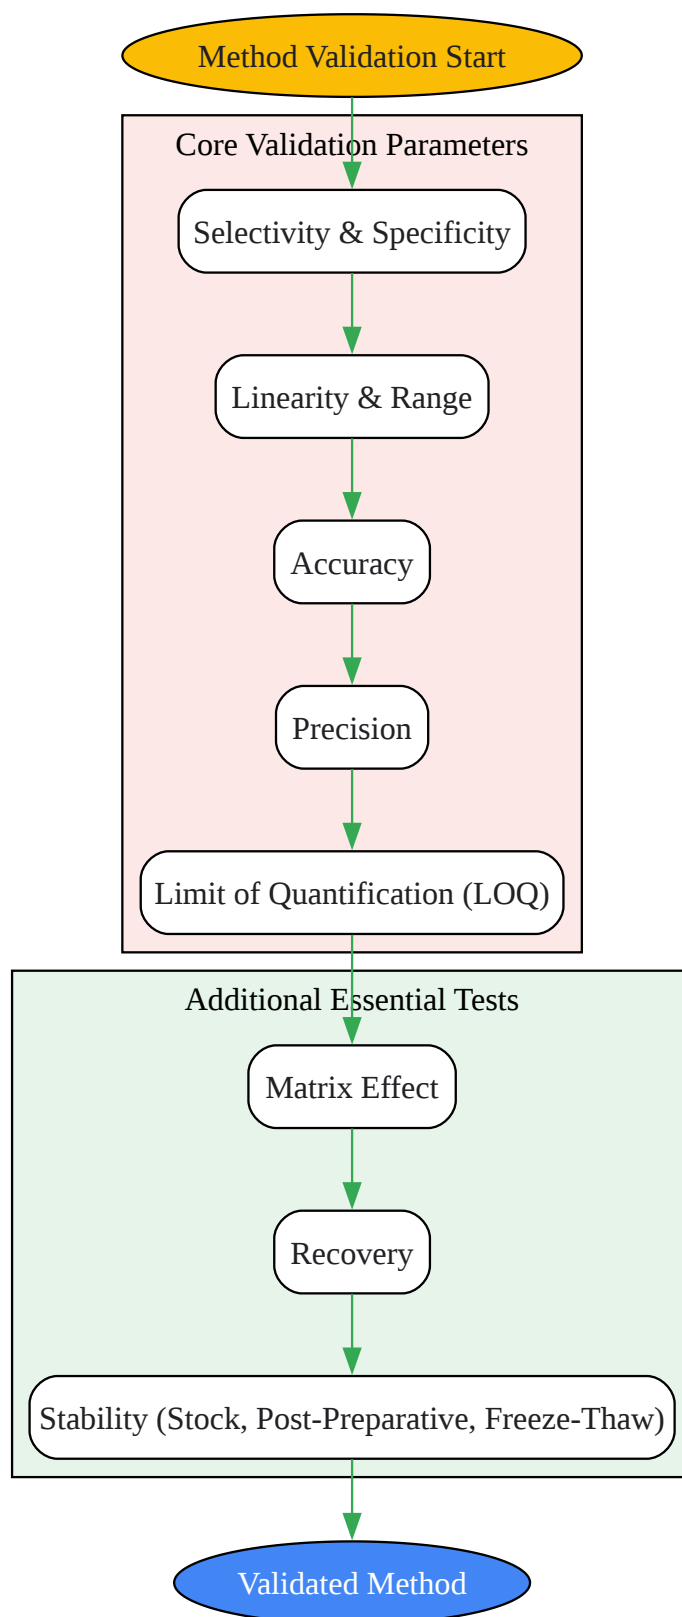 Method Validation Start
Core Validation Parameters
Selectivity & Specificity
Linearity & Range
Accuracy
Precision
Limit of Quantification (LOQ)
Additional Essential Tests
Matrix Effect
Recovery
Stability (Stock, Post-Preparative, Freeze-Thaw)
Validated Method